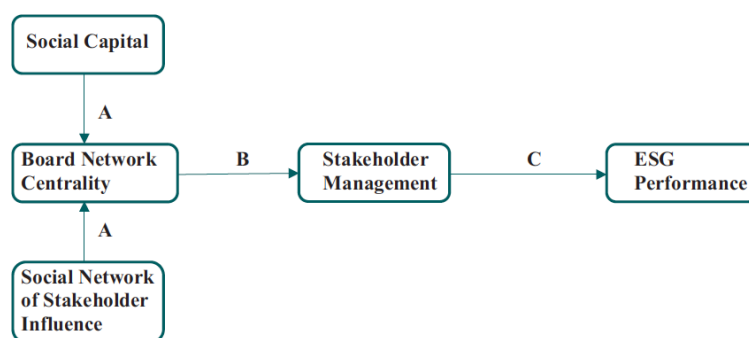 Social Capital
A
Board Network
Centrality
B
Stakeholder
Management
C
ESG
Performance
A
Social Network
of Stakeholder
Influence